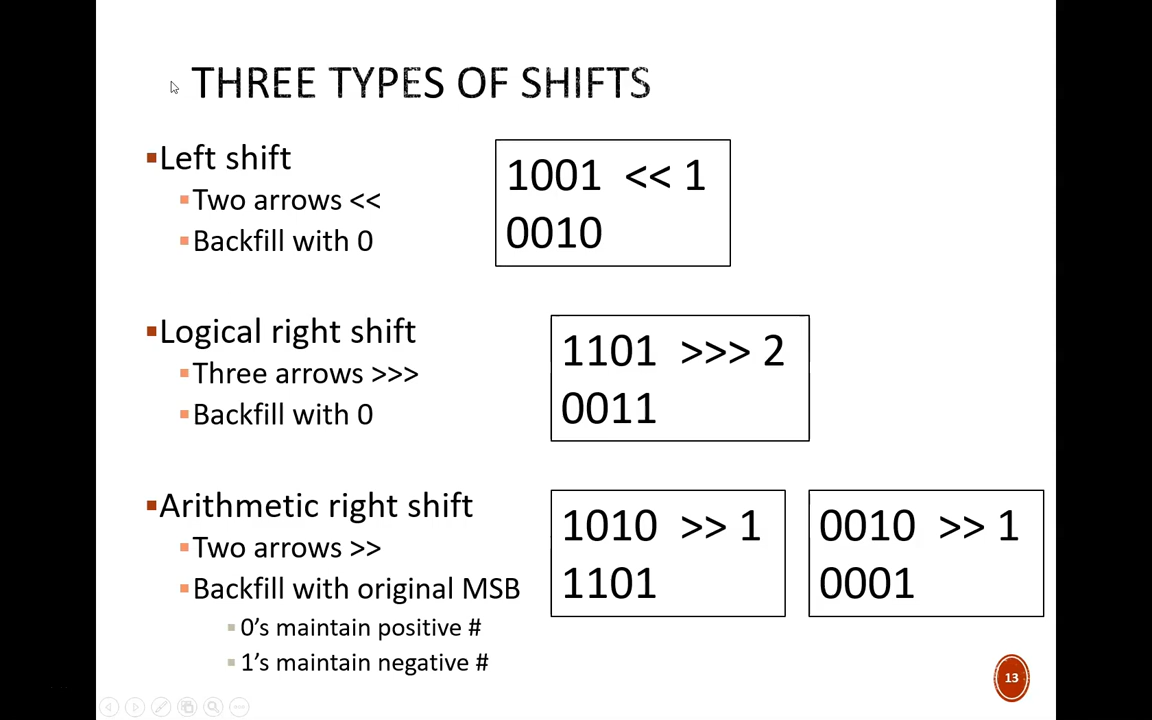 THREE TYPES OF SHIFTS
Left shift
Two arrows <<
Backfill with 0
1001 << 1
0010
Logical right shift
Three arrows >>>
Backfill with 0
1101 >>> 2
0011
Arithmetic right shift
Two arrows >>
Backfill with original MSB
0's maintain positive #
1's maintain negative #
1010 >> 1
1101
0010 >> 1
0001
13